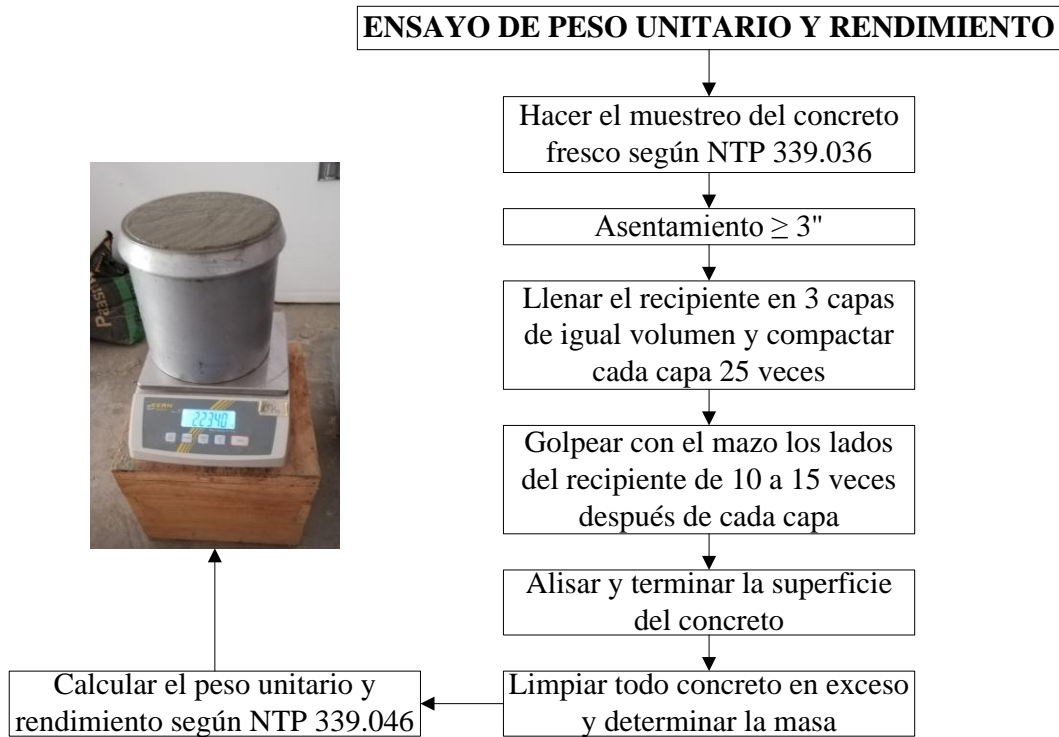 ENSAYO DE PESO UNITARIO Y RENDIMIENTO
Hacer el muestreo del concreto
fresco según NTP 339.036
Asentamiento ≥ 3"
Llenar el recipiente en 3 capas
de igual volumen y compactar
cada capa 25 veces
Golpear con el mazo los lados
del recipiente de 10 a 15 veces
después de cada capa
Alisar y terminar la superficie
del concreto
Limpiar todo concreto en exceso
y determinar la masa
Calcular el peso unitario y
rendimiento según NTP 339.046
KERN
22340